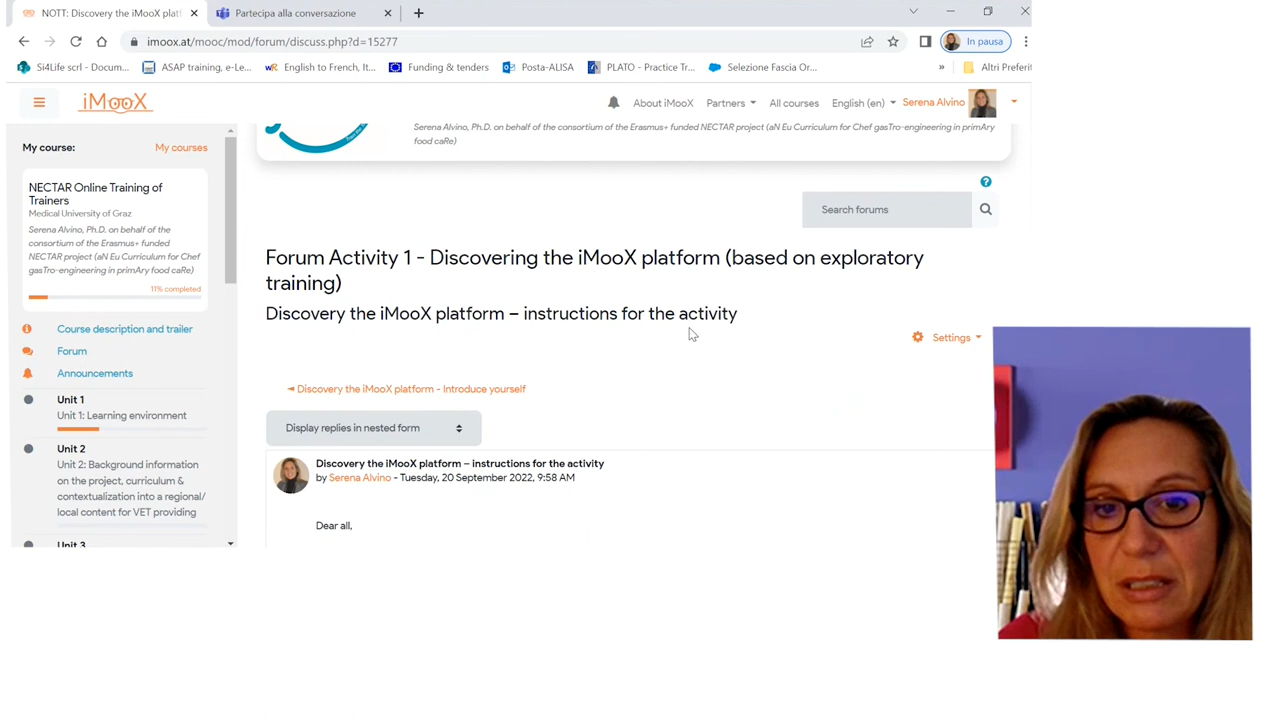 NOTT: Discovery the iMooX plat
Partecipa alla conversazione
imoox.at/mooc/mod/forum/discuss.php?d=15277
In pausa
Si4Life scrl - Docum...
ASAP training, e-Le...
English to French, It...
Funding & tenders
Posta-ALISA
PLATO - Practice Tr...
Selezione Fascia Or...
»
Altri Preferit
iMooX
About iMooX
Partners
All courses
English (en)
Serena Alvino
Serena Alvino, Ph.D. on behalf of the consortium of the Erasmus+ funded NECTAR project (aN Eu Curriculum for Chef gasTro-engineering in primAry
food caRe)
My course:
My courses
NECTAR Online Training of
Trainers
Medical University of Graz
Serena Alvino, Ph.D. on behalf of the
consortium of the Erasmus+ funded
NECTAR project (aN Eu Curriculum for Chef
gasTro-engineering in primAry food caRe)
11% completed
Course description and trailer
Forum
Announcements
Unit 1
Unit 1: Learning environment
Unit 2
Unit 2: Background information
on the project, curriculum &
contextualization into a regional/
local content for VET providing
Unit 3
Search forums
Forum Activity 1 - Discovering the iMooX platform (based on exploratory
training)
Discovery the iMooX platform – instructions for the activity
Settings
◄ Discovery the iMooX platform - Introduce yourself
Display replies in nested form
Discovery the iMooX platform – instructions for the activity
by Serena Alvino - Tuesday, 20 September 2022, 9:58 AM
Dear all,